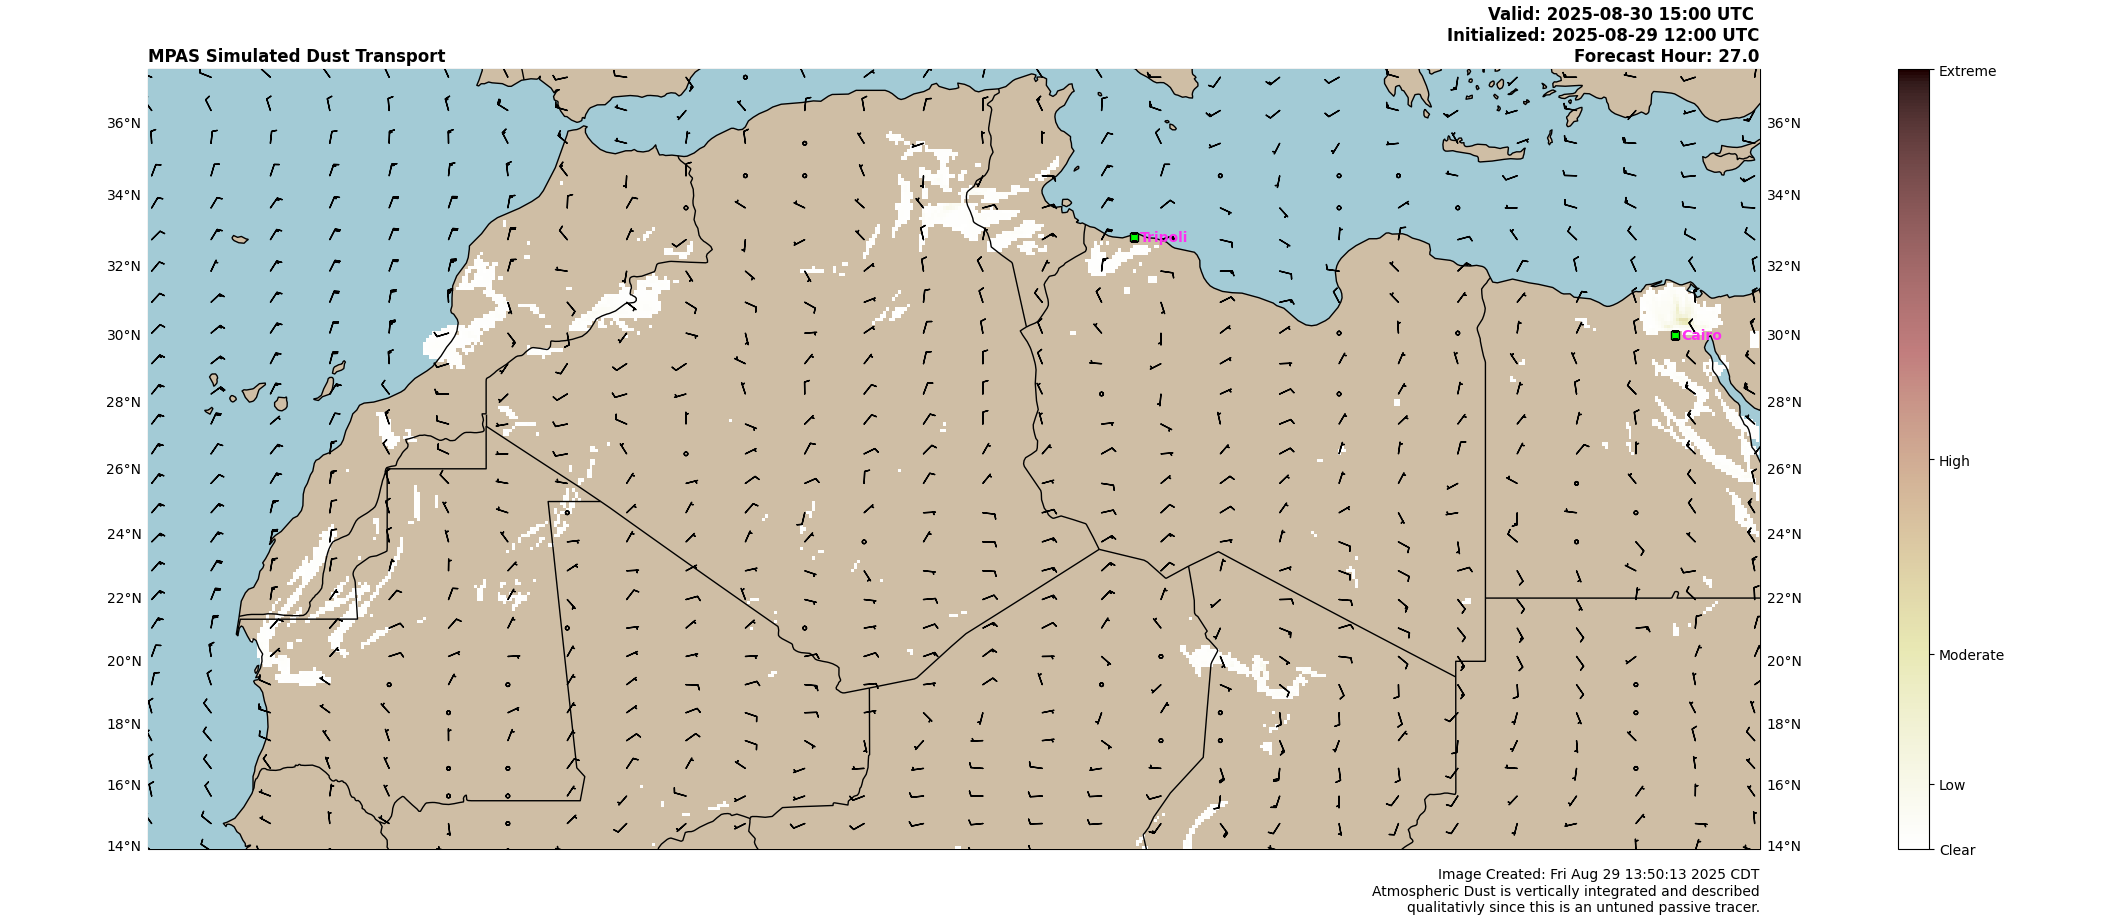 Valid: 2025-08-30 15:00 UTC
Initialized: 2025-08-29 12:00 UTC
MPAS Simulated Dust Transport
Forecast Hour: 27.0
Extreme
36°N
36°N
34°N
34°N
Tripoli
32°N
32°N
30°N
Cairo
30°N
28°N
28°N
26°N
26°N
High
24°N
24°N
22°N
22°N
20°N
20°N
Moderate
18°N
18°N
16°N
16°N
Low
14°N
14°N
Clear
Image Created: Fri Aug 29 13:50:13 2025 CDT
Atmospheric Dust is vertically integrated and described
qualitativly since this is an untuned passive tracer.